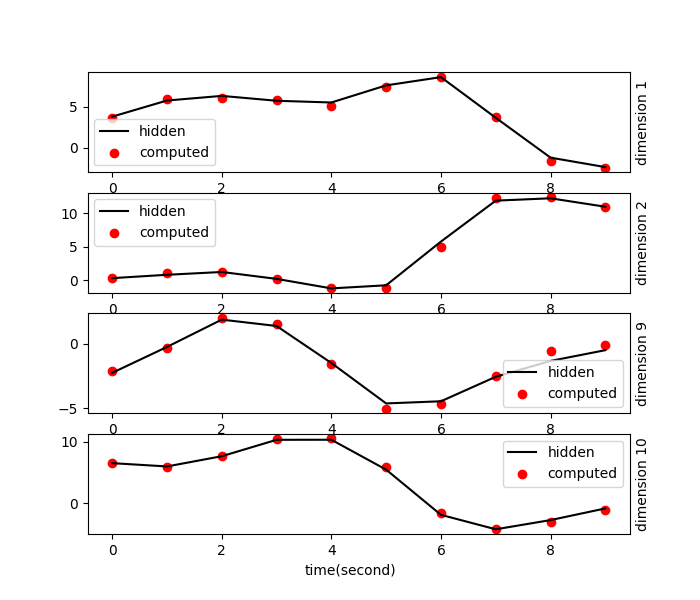 5
0
hidden
computed
dimension 1
0 2 4 6 8
10
5
0
hidden
computed
dimension 2
0 2 4 6 8
0
−5
hidden
computed
dimension 9
0 2 4 6 8
10
0
hidden
computed
dimension 10
0 2 4 6 8
time(second)